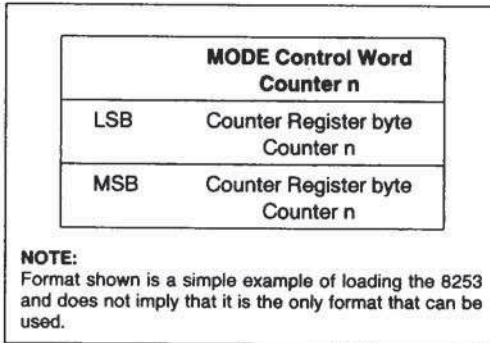 MODE Control Word
Counter n
LSB Counter Register byte
Counter n
MSB Counter Register byte
Counter n
NOTE:
Format shown is a simple example of loading the 8253
and does not imply that it is the only format that can be
used.